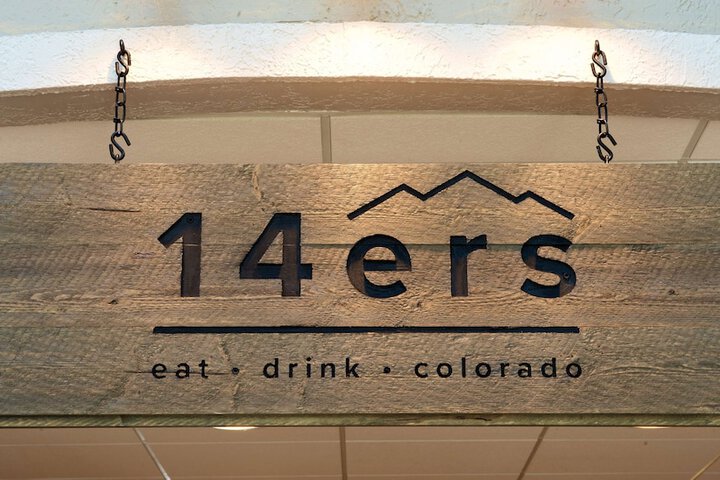 14ers
eat • drink • colorado